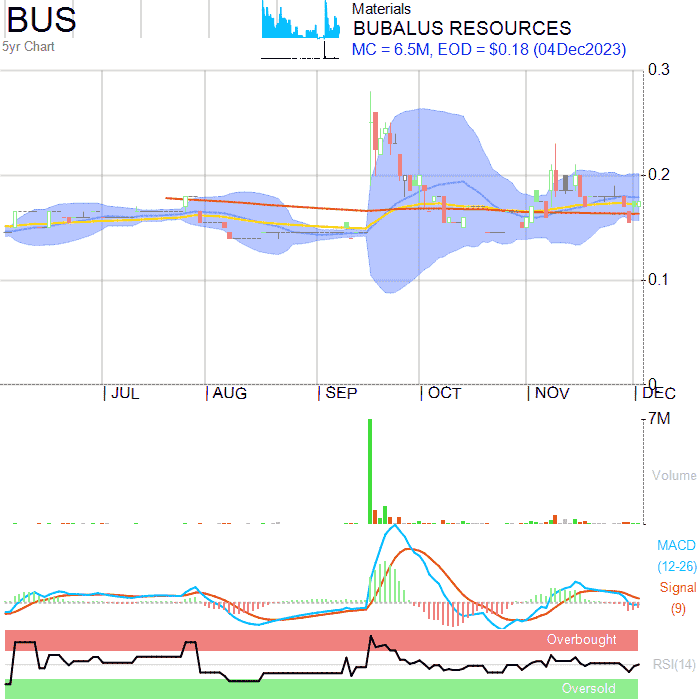 BUS
5yr Chart
Materials
BUBALUS RESOURCES
MC = 6.5M, EOD = $0.18 (04Dec2023)
0.3
0.2
0.1
0
JUL
AUG
SEP
OCT
NOV
DEC
7M
Volume
MACD
(12-26)
Signal
(9)
Overbought
RSI(14)
Oversold